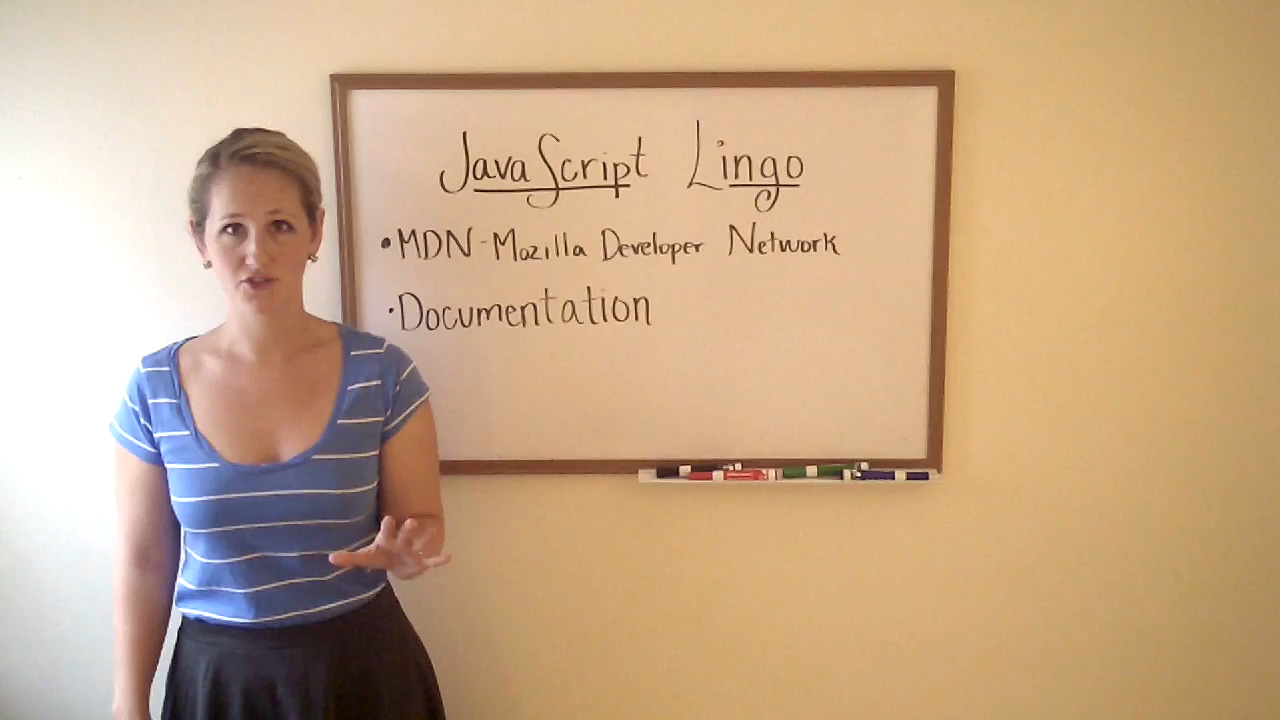 JavaScript Lingo
• MDN - Mozilla Developer Network
• Documentation